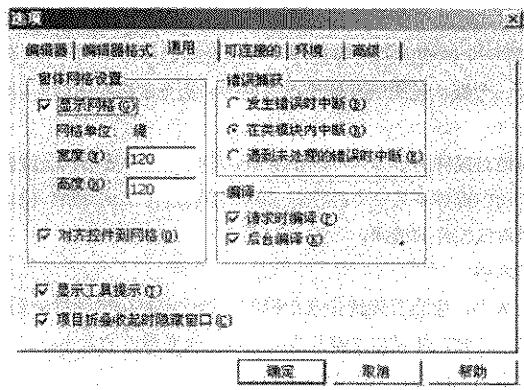 选项
编辑器 编辑器格式 通用 可连接的 环境 高级
窗体网格设置
显示网格(G)
网格单位: 缇
宽度(W): 120
高度(H): 120
对齐控件到网格(O)
错误捕获
发生错误时中断(B)
在类模块内中断(R)
遇到未处理的错误时中断(E)
编译
请求时编译(F)
后台编译(K)
显示工具提示(T)
项目折叠收起时隐藏窗口(C)
确定 取消 帮助